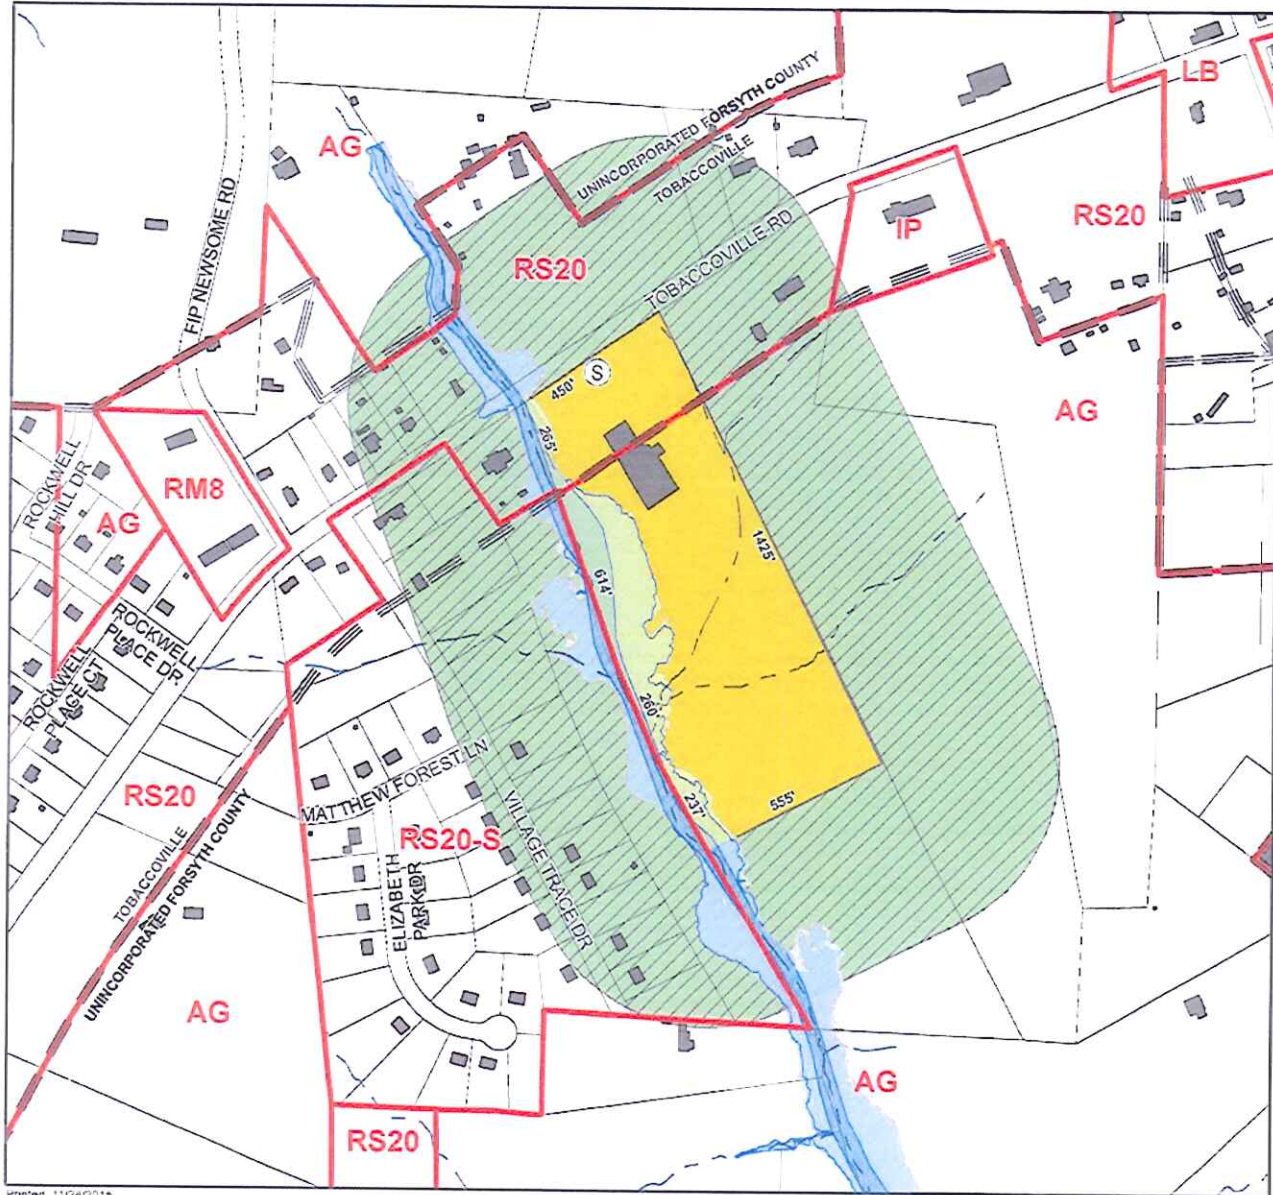 LB
UNINCORPORATED FORSYTH COUNTY
TOBACCOVILLE
AG
FIP NEWSOME RD
RS20
IP
RS20
TOBACCOVILLE RD
S
450'
265'
AG
ROCKWELL
HILL DR
RM8
AG
1425'
614'
ROCKWELL
PLACE DR
ROCKWELL
PLACE CT
260'
MATTHEW FOREST LN
RS20
555'
237'
VILLAGE TRACE DR
RS20-S
TOBACCOVILLE
UNINCORPORATED FORSYTH COUNTY
ELIZABETH
PARK DR
AG
AG
RS20